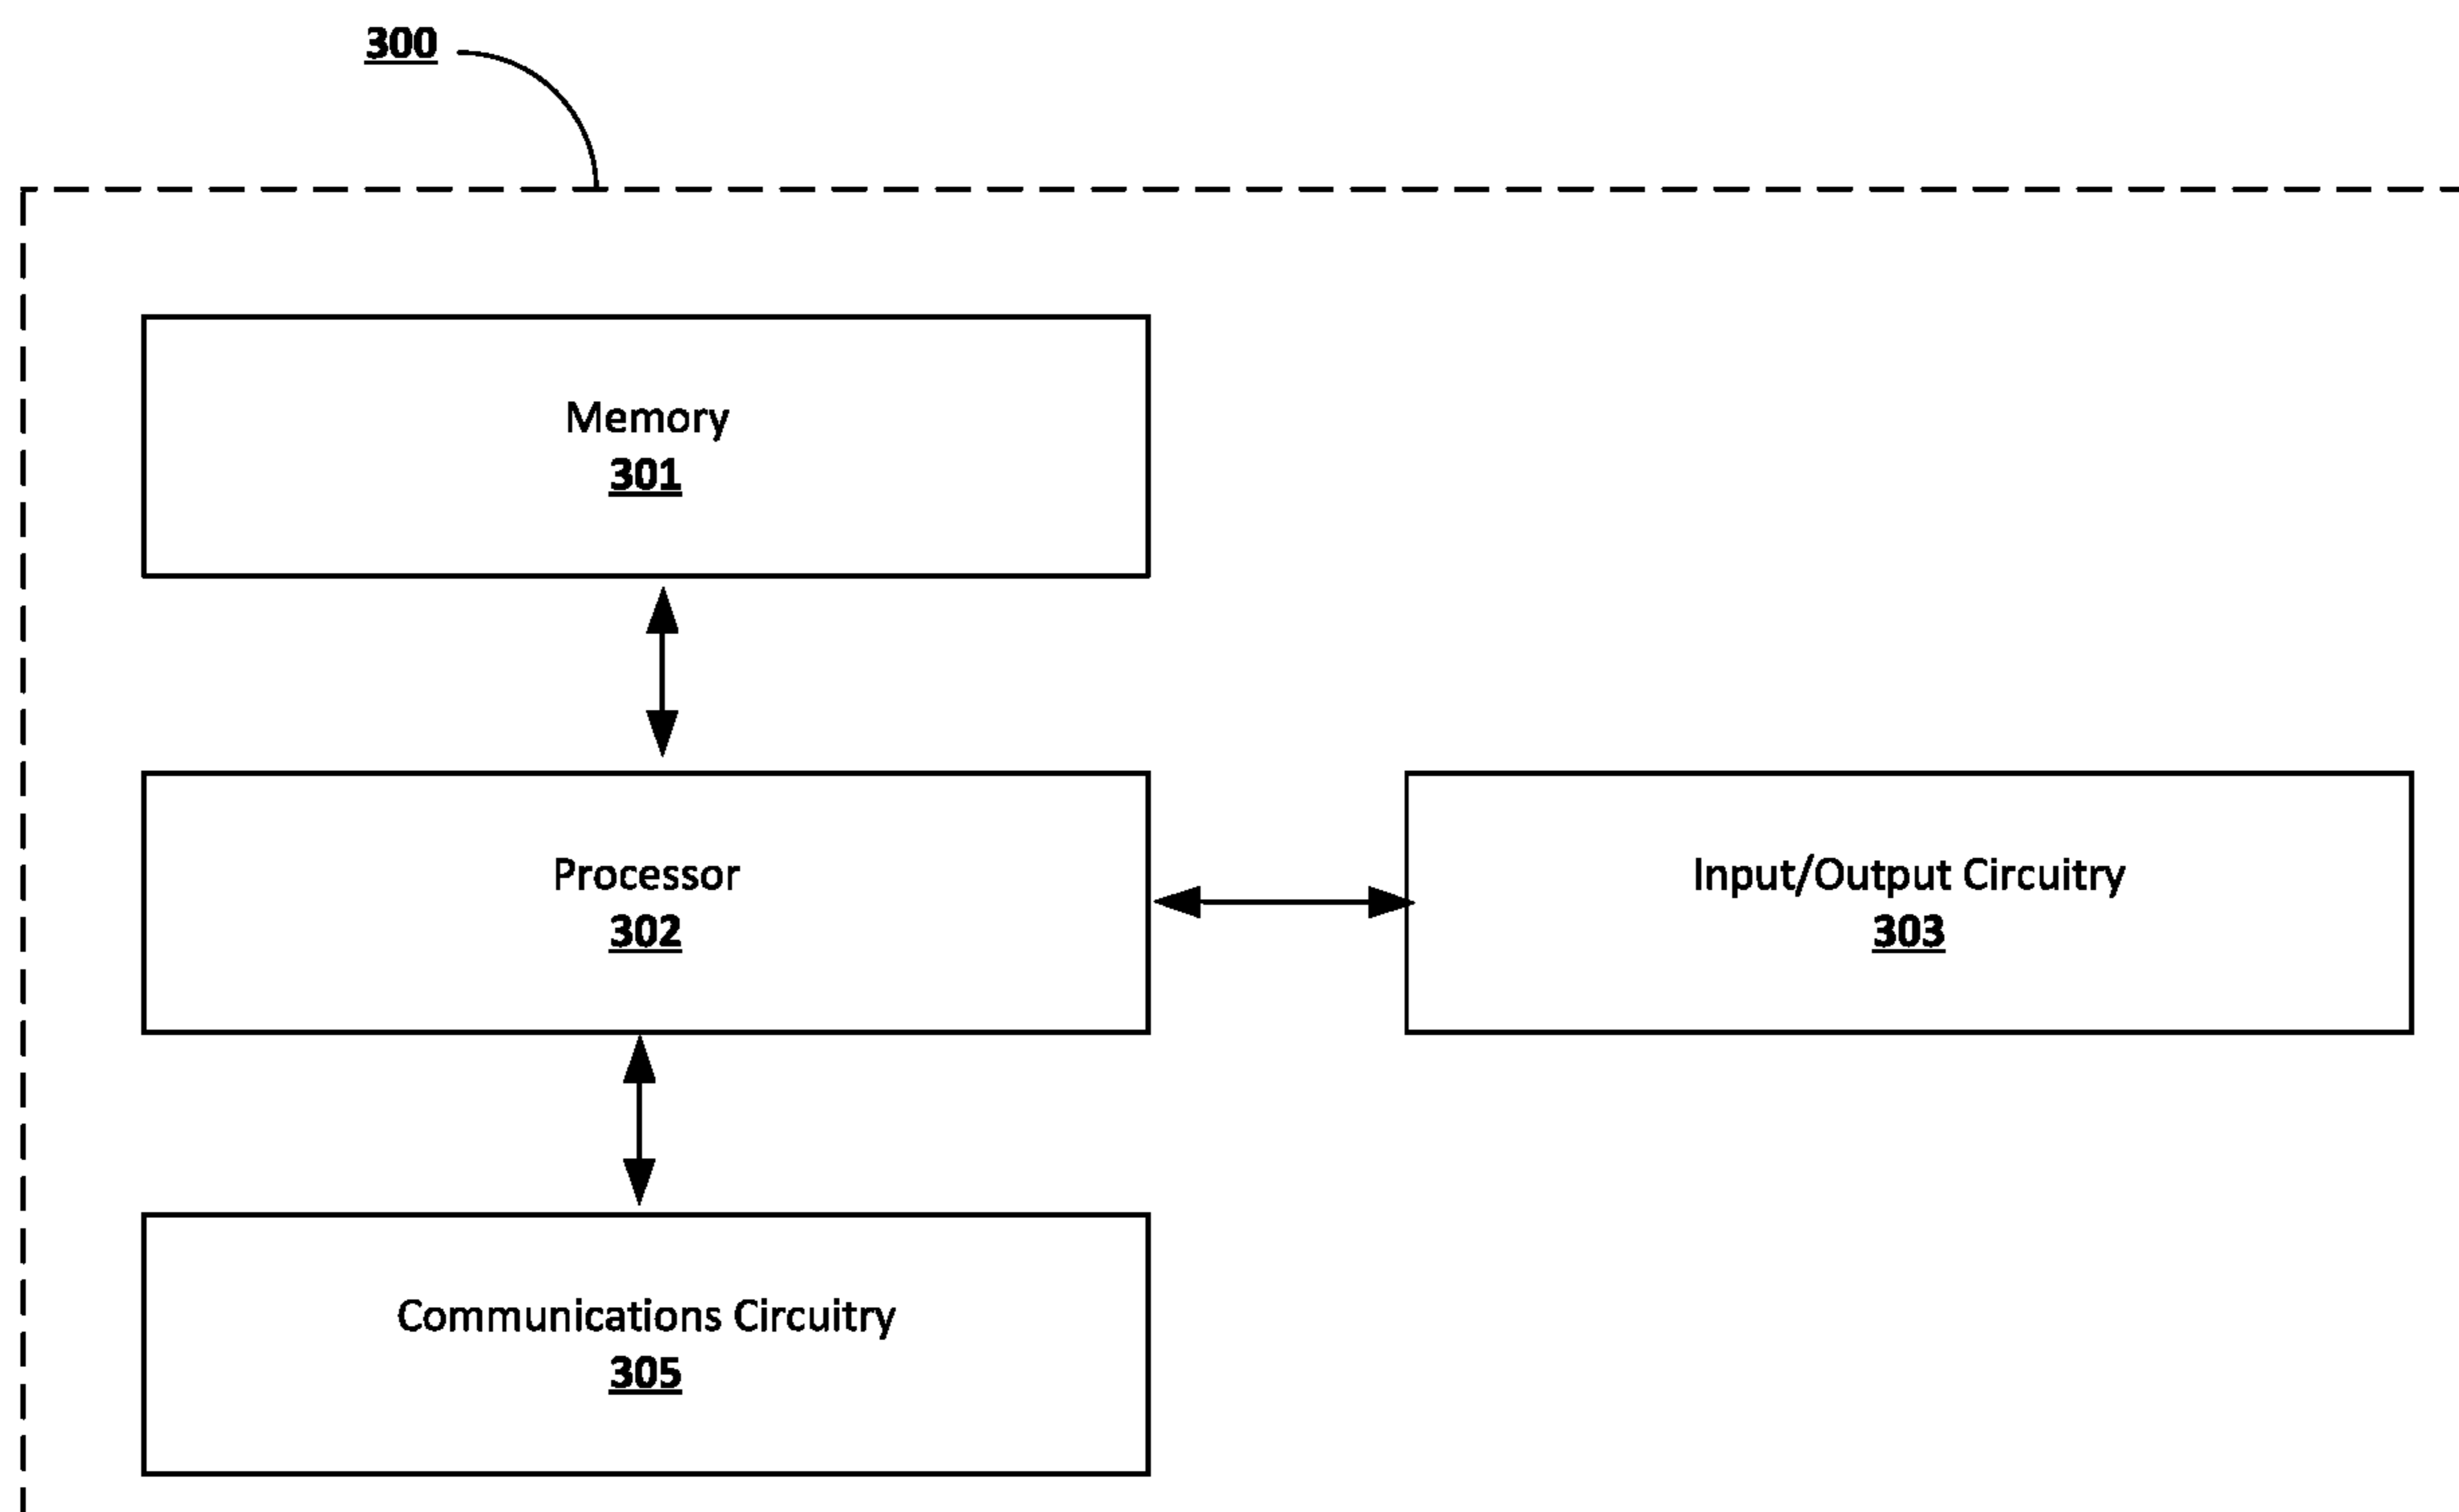 300
Memory
301
Processor
302
Input/Output Circuitry
303
Communications Circuitry
305